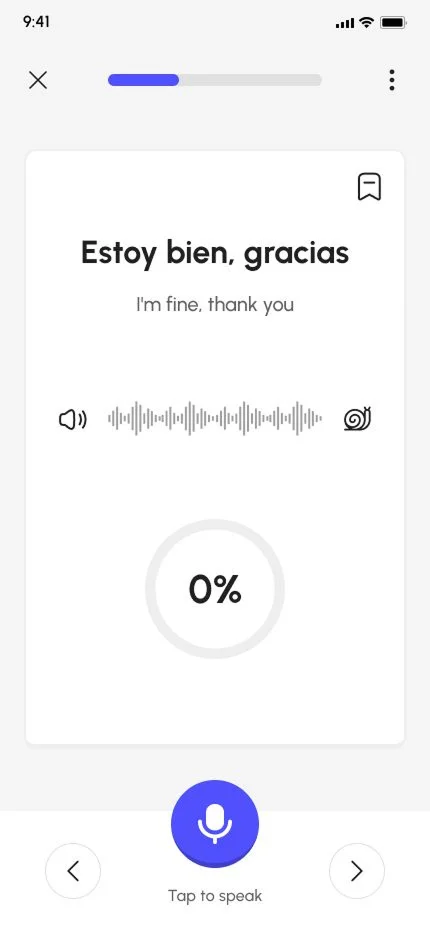 9:41
Estoy bien, gracias
I'm fine, thank you
0%
Tap to speak